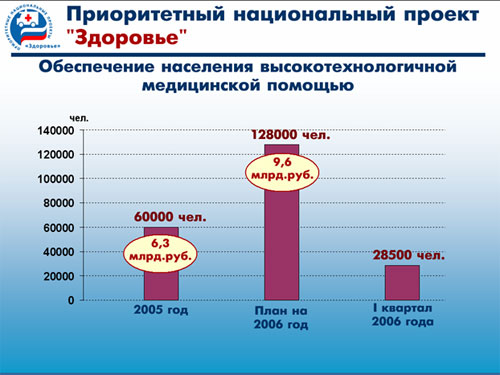 Приоритетный национальный проект
"Здоровье"
«Здоровье»
Обеспечение населения высокотехнологичной
медицинской помощью
чел.
140000
120000
100000
80000
60000
40000
20000
0
60000 чел.
6,3
млрд.руб.
128000 чел.
9,6
млрд.руб.
28500 чел.
2005 год
План на
2006 год
I квартал
2006 года